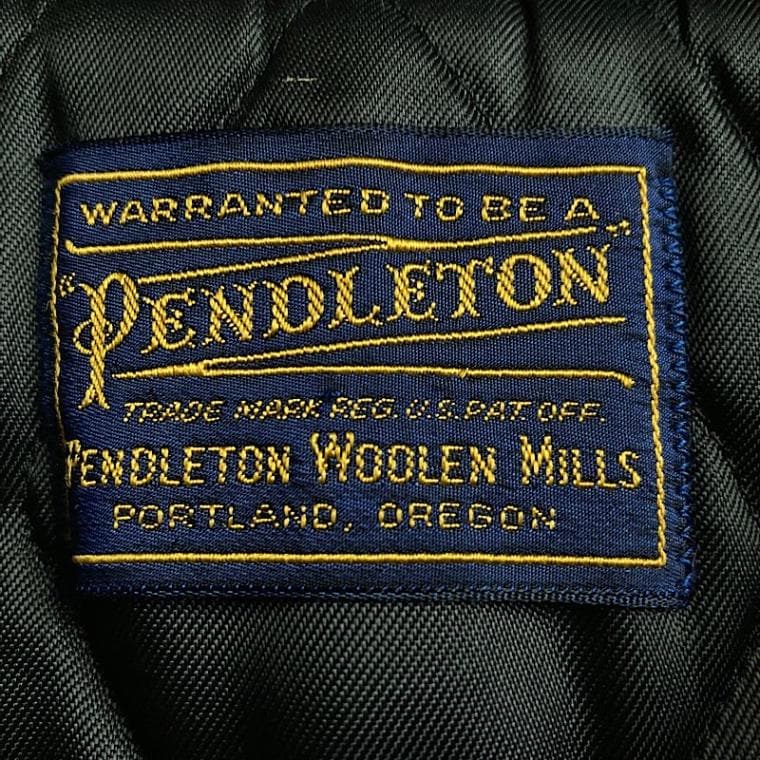 WARRANTED TO BE A
"PENDLETON"
TRADE MARK REG. U.S. PAT. OFF.
PENDLETON WOOLEN MILLS
PORTLAND, OREGON